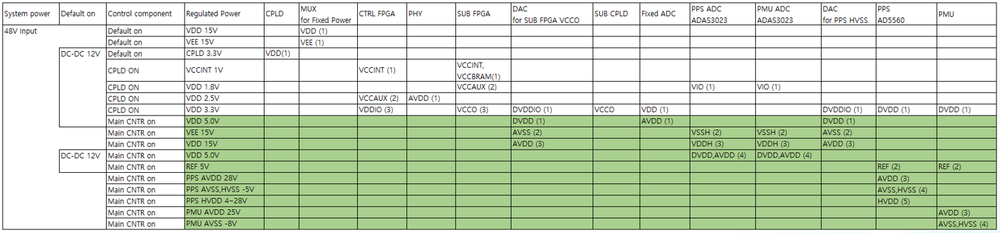 System power Default on Control component Regulated Power CPLD MUX CTRL FPGA PHY SUB FPGA DAC SUB CPLD Fixed ADC PPS ADC PMU ADC DAC PPS PMU
for Fixed Power for SUB FPGA VCCO ADAS3023 ADAS3023 for PPS HVSS AD5560
48V Input Default on VDD 15V VDD (1)
Default on VEE 15V VEE (1)
DC-DC 12V Default on CPLD 3.3V VDD(1)
CPLD ON VCCINT 1V VCCINT (1) VCCINT,
VCCBRAM(1)
CPLD ON VDD 1.8V VCCAUX (2) VIO (1) VIO (1)
CPLD ON VDD 2.5V VCCAUX (2) AVDD (1)
CPLD ON VDD 3.3V VDDIO (3) VCCO (3) DVDDIO (1) VCCO VDD (1) DVDDIO (1) DVDD (1) DVDD (1)
Main CNTR on VDD 5.0V DVDD (1) AVDD (1) DVDD (1)
Main CNTR on VEE 15V AVSS (2) VSSH (2) VSSH (2) AVSS (2)
Main CNTR on VDD 15V AVDD (3) VDDH (3) VDDH (3) AVDD (3)
DC-DC 12V Main CNTR on VDD 5.0V DVDD,AVDD (4) DVDD,AVDD (4)
Main CNTR on REF 5V REF (2) REF (2)
Main CNTR on PPS AVDD 28V AVDD (3)
Main CNTR on PPS AVSS,HVSS -5V AVSS,HVSS (4)
Main CNTR on PPS HVDD 4~28V HVDD (5)
Main CNTR on PMU AVDD 25V AVDD (3)
Main CNTR on PMU AVSS -8V AVSS,HVSS (4)